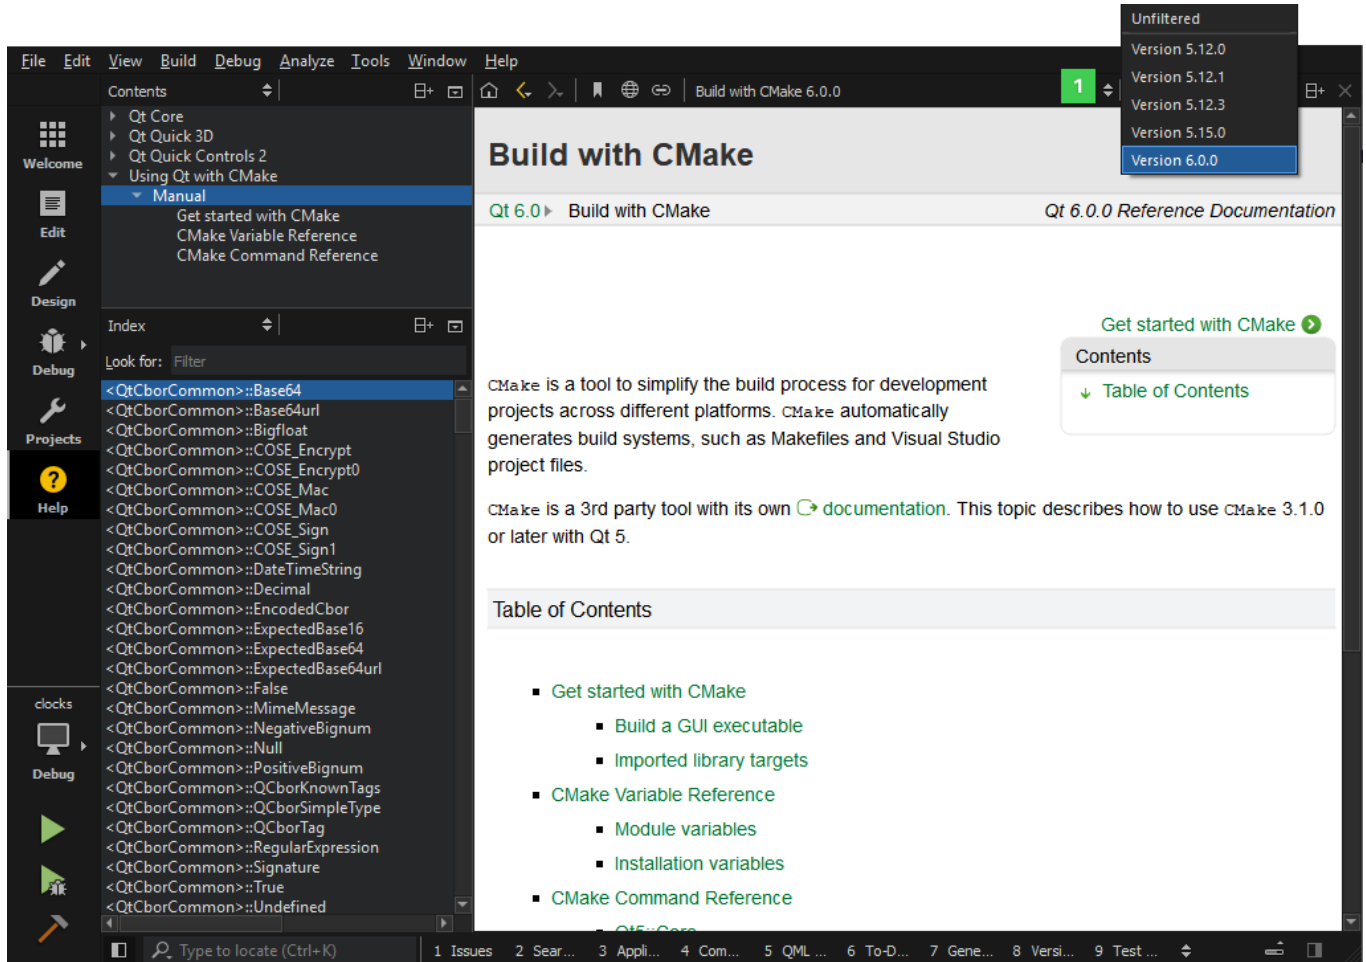 Unfiltered
Version 5.12.0
Version 5.12.1
Version 5.12.3
Version 5.15.0
Version 6.0.0
File Edit View Build Debug Analyze Tools Window Help
Contents
Build with CMake 6.0.0
1
Welcome
Edit
Design
Debug
Projects
Help
Qt Core
Qt Quick 3D
Qt Quick Controls 2
Using Qt with CMake
Manual
Get started with CMake
CMake Variable Reference
CMake Command Reference
Index
Look for: Filter
<QtCborCommon>::Base64
<QtCborCommon>::Base64url
<QtCborCommon>::Bigfloat
<QtCborCommon>::COSE_Encrypt
<QtCborCommon>::COSE_Encrypt0
<QtCborCommon>::COSE_Mac
<QtCborCommon>::COSE_Mac0
<QtCborCommon>::COSE_Sign
<QtCborCommon>::COSE_Sign1
<QtCborCommon>::DateTimeString
<QtCborCommon>::Decimal
<QtCborCommon>::EncodedCbor
<QtCborCommon>::ExpectedBase16
<QtCborCommon>::ExpectedBase64
<QtCborCommon>::ExpectedBase64url
<QtCborCommon>::False
<QtCborCommon>::MimeMessage
<QtCborCommon>::NegativeBignum
<QtCborCommon>::Null
<QtCborCommon>::PositiveBignum
<QtCborCommon>::QCborKnownTags
<QtCborCommon>::QCborSimpleType
<QtCborCommon>::QCborTag
<QtCborCommon>::RegularExpression
<QtCborCommon>::Signature
<QtCborCommon>::True
<QtCborCommon>::Undefined
clocks
Debug
Build with CMake
Qt 6.0 Build with CMake
Qt 6.0.0 Reference Documentation
Get started with CMake
Contents
Table of Contents
CMake is a tool to simplify the build process for development
projects across different platforms. CMake automatically
generates build systems, such as Makefiles and Visual Studio
project files.
CMake is a 3rd party tool with its own documentation. This topic describes how to use CMake 3.1.0
or later with Qt 5.
Table of Contents
Get started with CMake
Build a GUI executable
Imported library targets
CMake Variable Reference
Module variables
Installation variables
CMake Command Reference
Qt5::Core
Type to locate (Ctrl+K)
1 Issues 2 Sear... 3 Appli... 4 Com... 5 QML ... 6 To-D... 7 Gene... 8 Versi... 9 Test ...